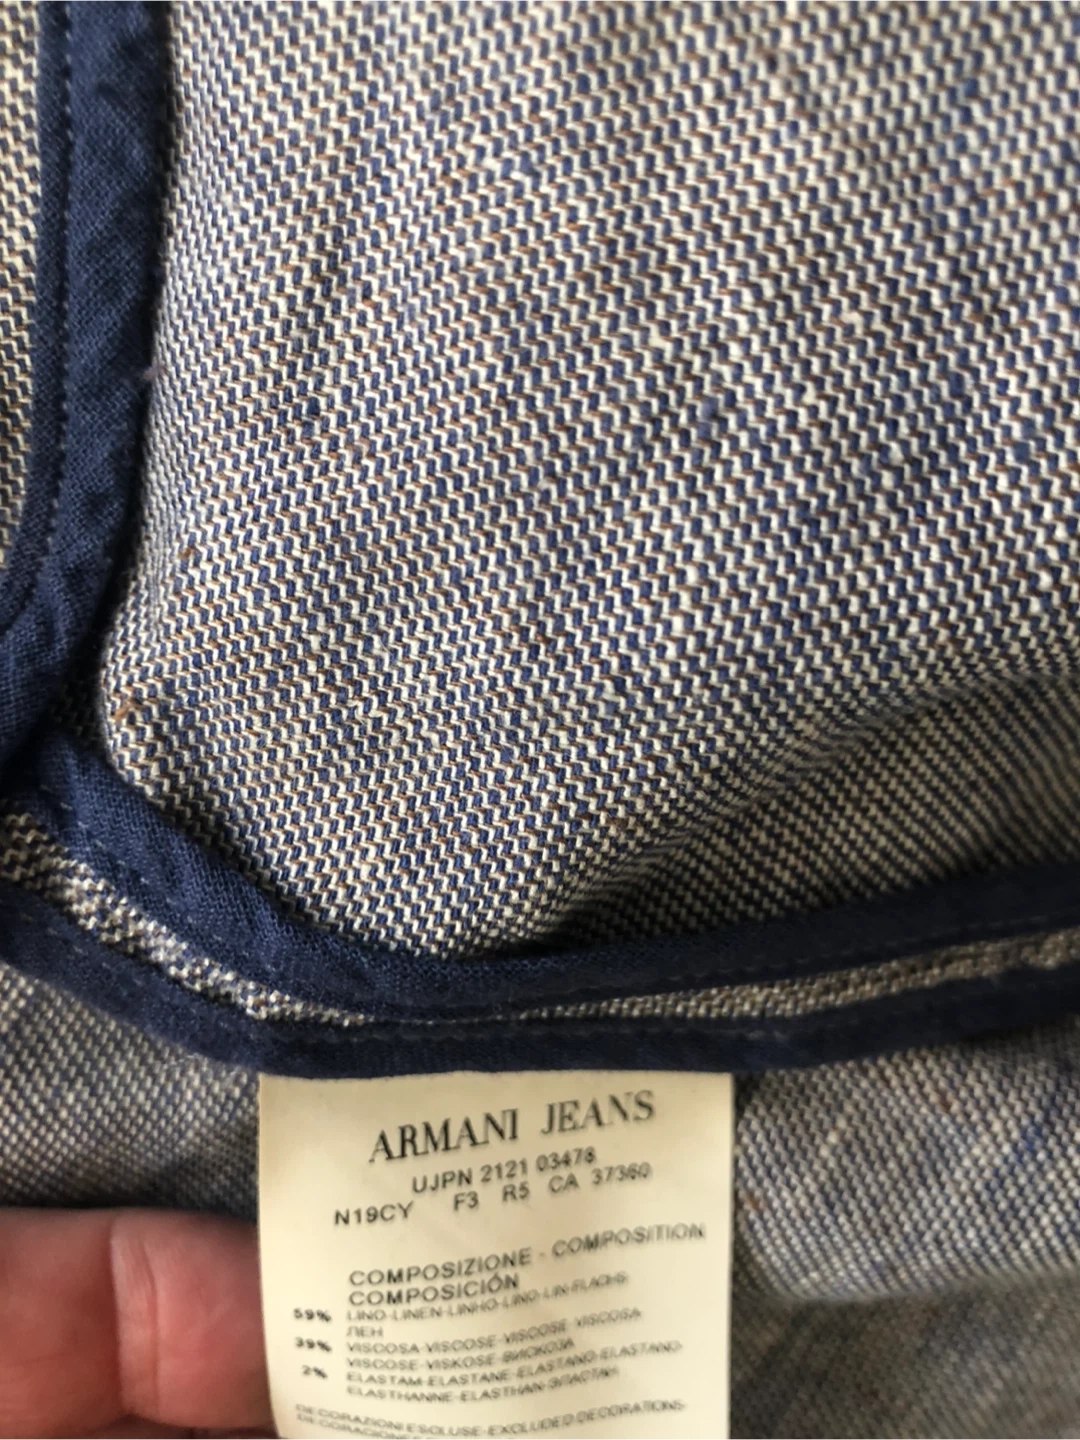 ARMANI JEANS
UJPN 2121 03478
N19CY F3 R5 CA 37360
COMPOSIZIONE - COMPOSITION
COMPOSICIÓN
59% LINO-LINEN-LINHO-LINO-LIN-FLACHS-
ЛЕН
39% VISCOSA-VISCOSE-VISCOSE-VISCOSA
VISCOSE-VISKOSE-ВИСКОЗА
2% ELASTAM-ELASTANE-ELASTANO-ELASTANO-
ELASTHANNE-ELASTHAN-ЭЛАСТАН
DECORAZIONI ESCLUSE-EXCLUDED DECORATIONS-
DECORACIONES